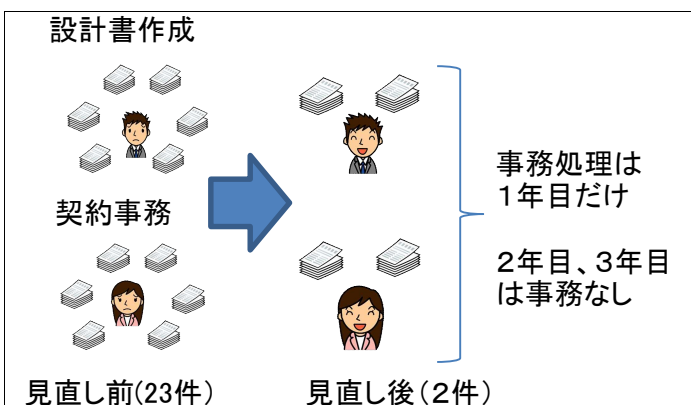 設計書作成
契約事務
見直し前(23件)
見直し後(２件)
事務処理は
１年目だけ
２年目、３年目
は事務なし